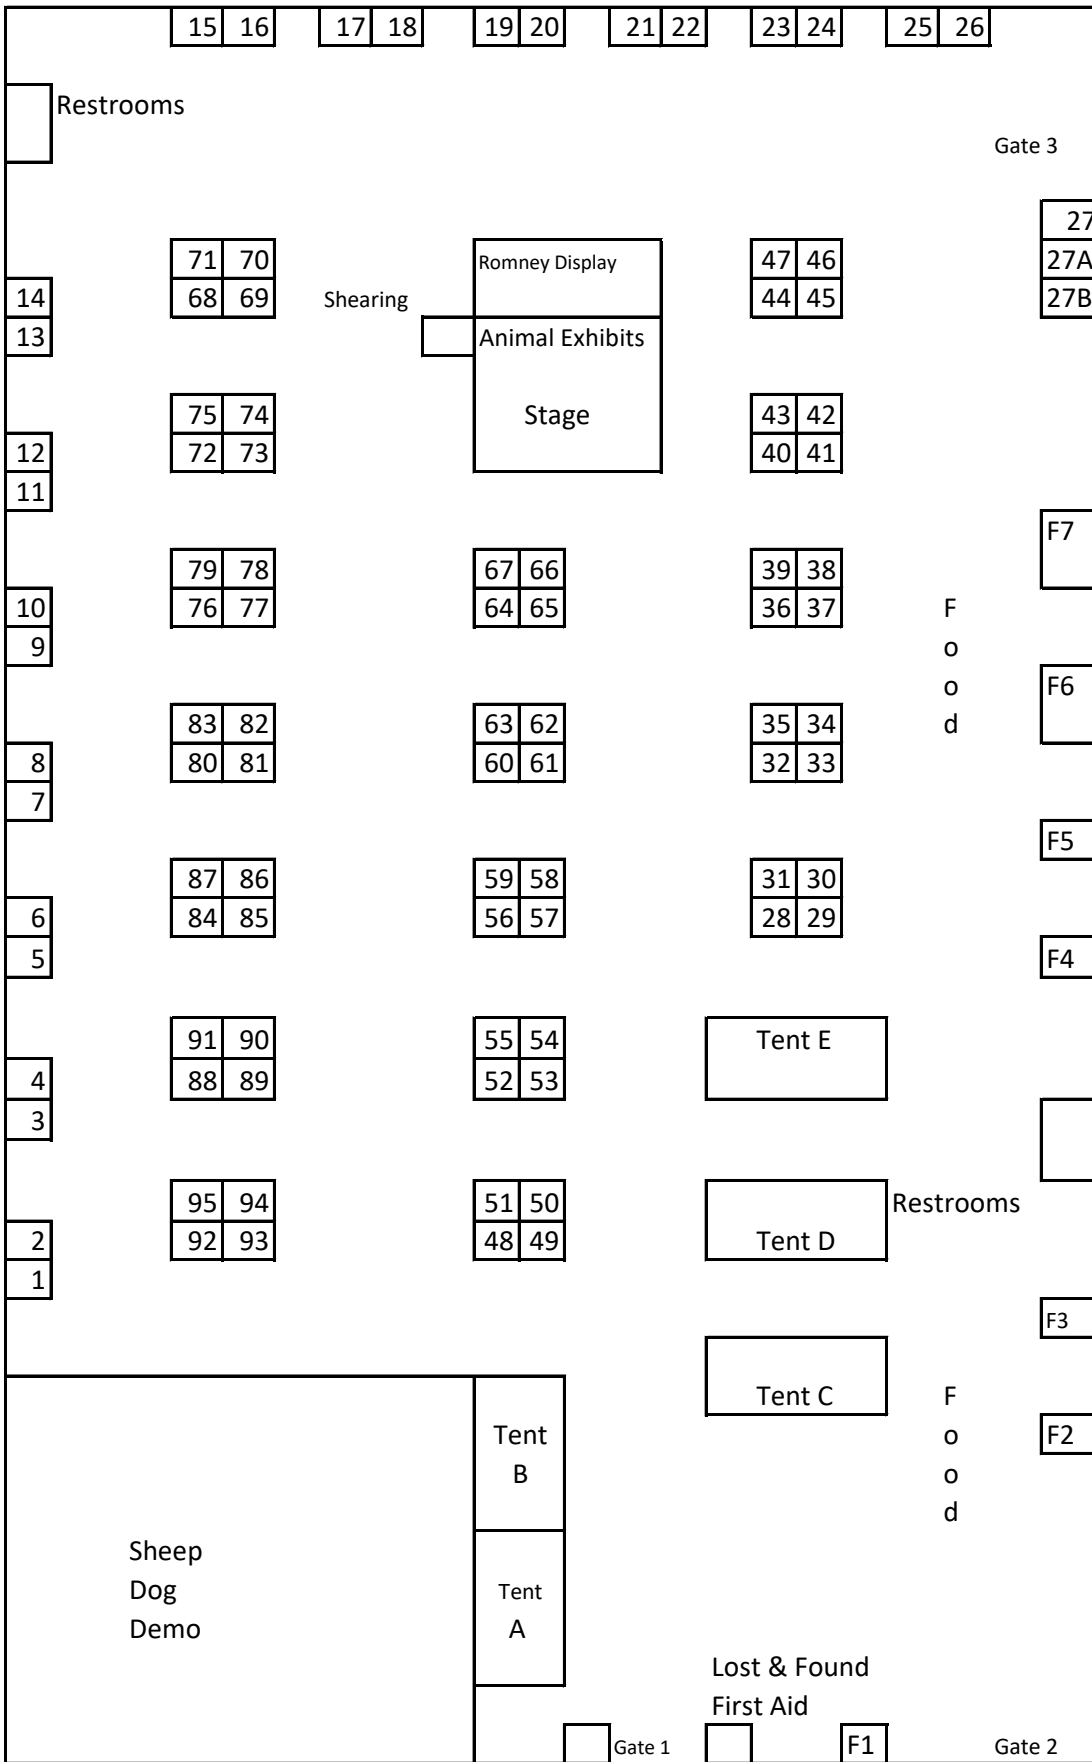 15 16 17 18 19 20 21 22 23 24 25 26
Restrooms
Gate 3
27
71 70 Romney Display 47 46 27A
14 68 69 Shearing 44 45 27B
13 Animal Exhibits
75 74 Stage 43 42
12 72 73 40 41
11
F7
79 78 67 66 39 38
10 76 77 64 65 36 37 F
9 o
o F6
83 82 63 62 35 34 d
8 80 81 60 61 32 33
7
F5
87 86 59 58 31 30
6 84 85 56 57 28 29
5 F4
91 90 55 54 Tent E
4 88 89 52 53
3
95 94 51 50 Restrooms
2 92 93 48 49 Tent D
1
F3
Tent C F
Tent o F2
B o
d
Sheep
Dog Tent
Demo A
Lost & Found
First Aid
Gate 1 F1 Gate 2